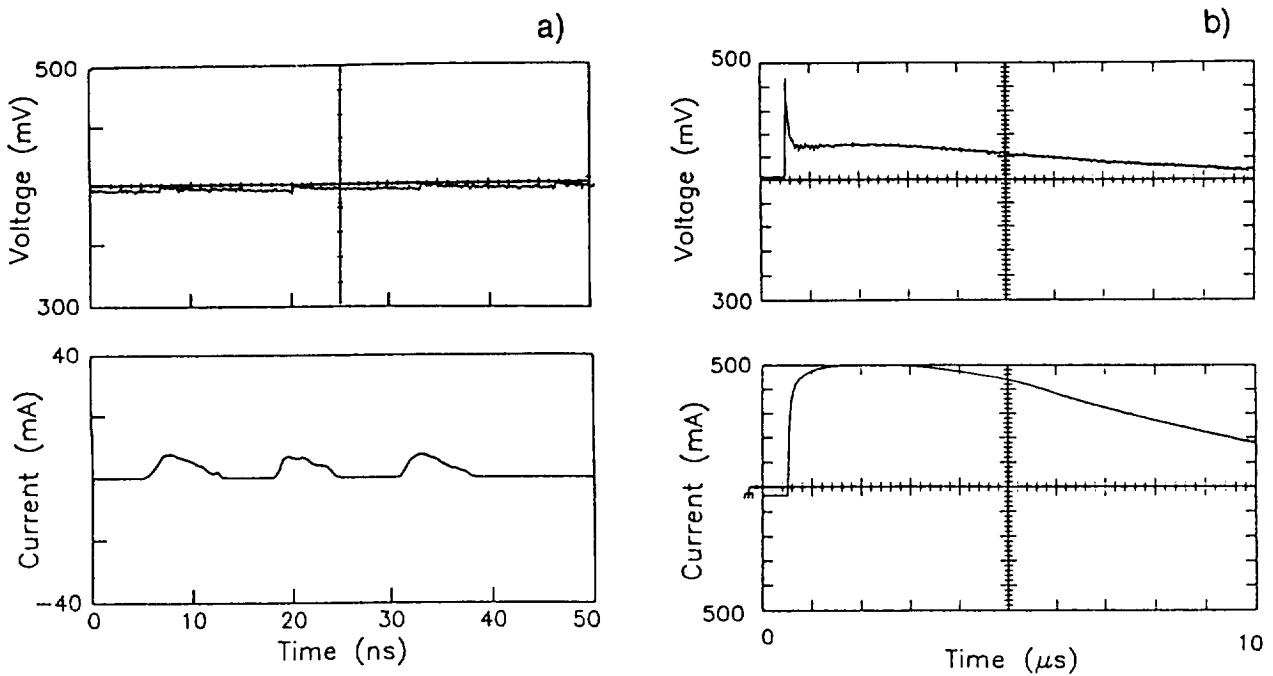 a)
500
Voltage (mV)
300
40
Current (mA)
-40
0 10 20 30 40 50
Time (ns)
b)
500
Voltage (mV)
300
500
Current (mA)
500
0 10
Time (μs)